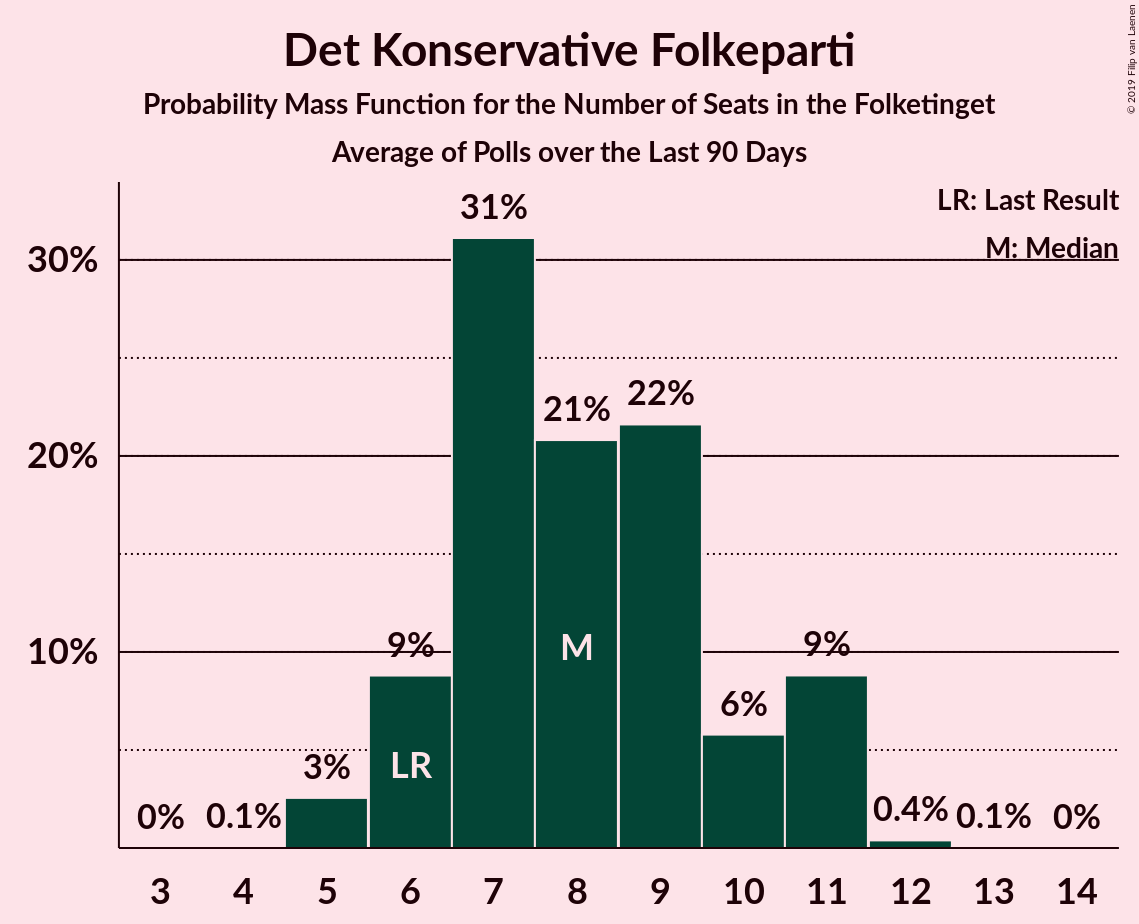 Det Konservative Folkeparti
Probability Mass Function for the Number of Seats in the Folketinget
Average of Polls over the Last 90 Days
© 2019 Filip van Laenen
LR: Last Result
M: Median
30%
20%
10%
0%
0.1%
3%
9%
31%
21%
22%
6%
9%
0.4%
0.1%
0%
LR
M
3 4 5 6 7 8 9 10 11 12 13 14